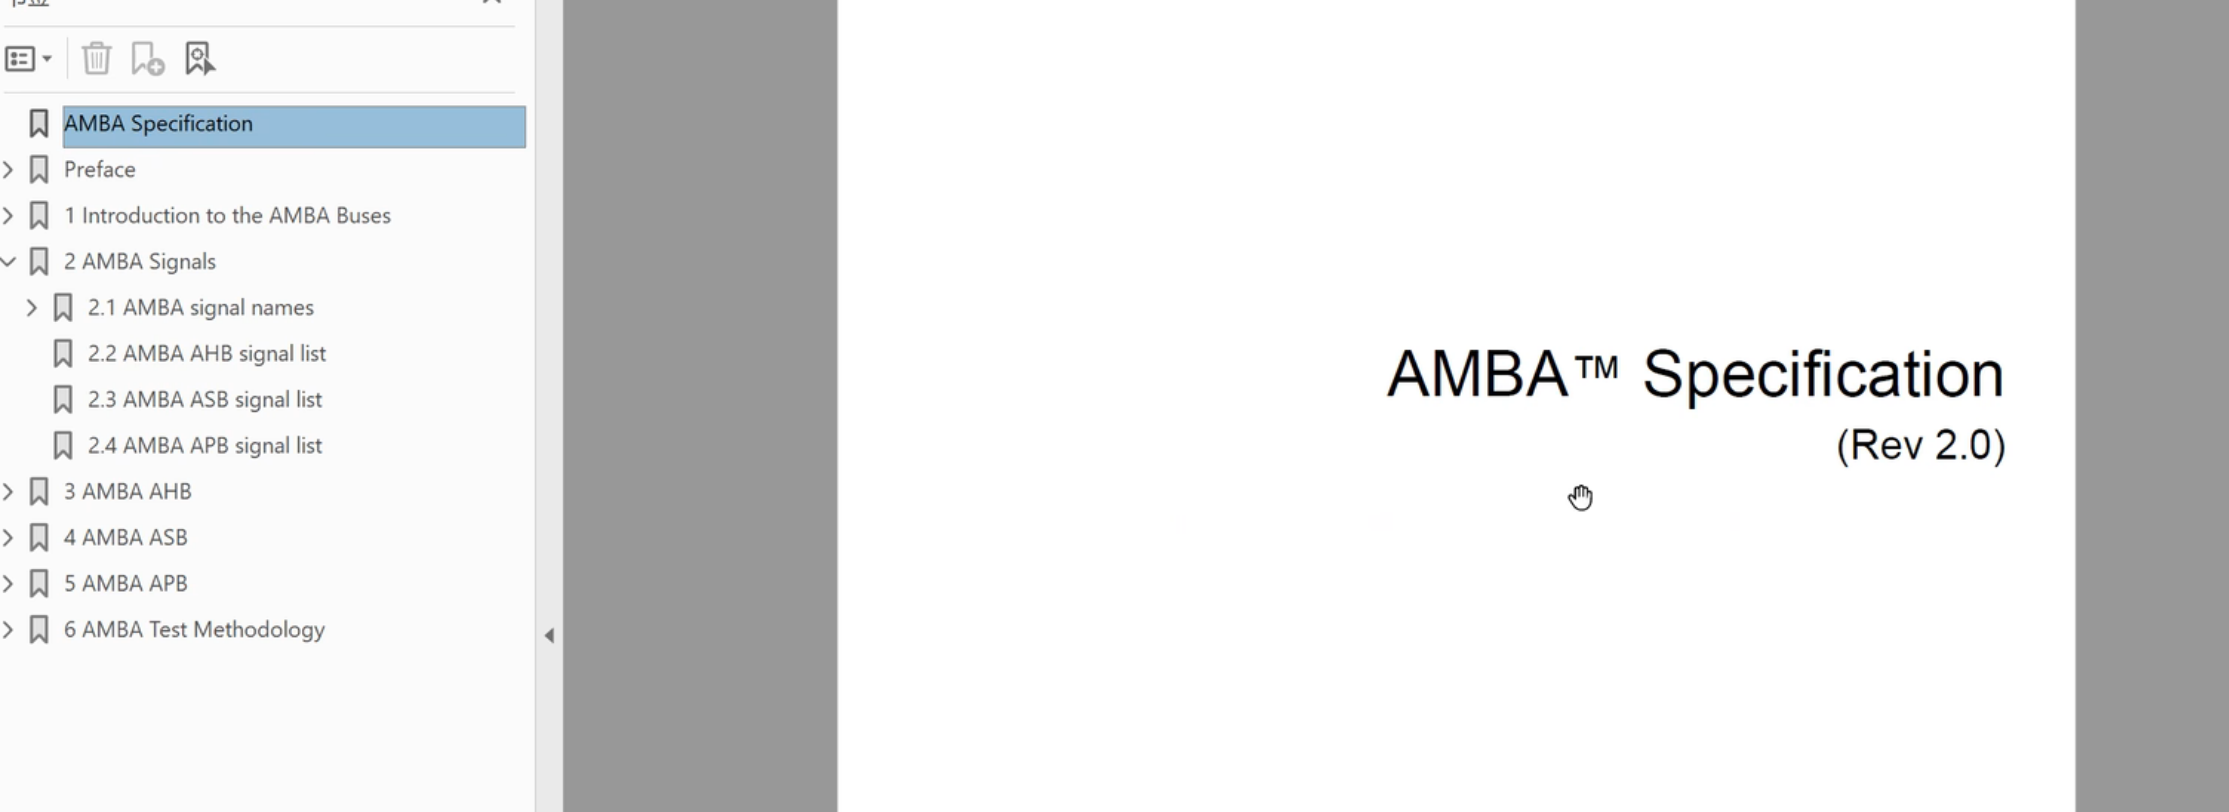 AMBA Specification
Preface
1 Introduction to the AMBA Buses
2 AMBA Signals
2.1 AMBA signal names
2.2 AMBA AHB signal list
2.3 AMBA ASB signal list
2.4 AMBA APB signal list
3 AMBA AHB
4 AMBA ASB
5 AMBA APB
6 AMBA Test Methodology
AMBA™ Specification
(Rev 2.0)